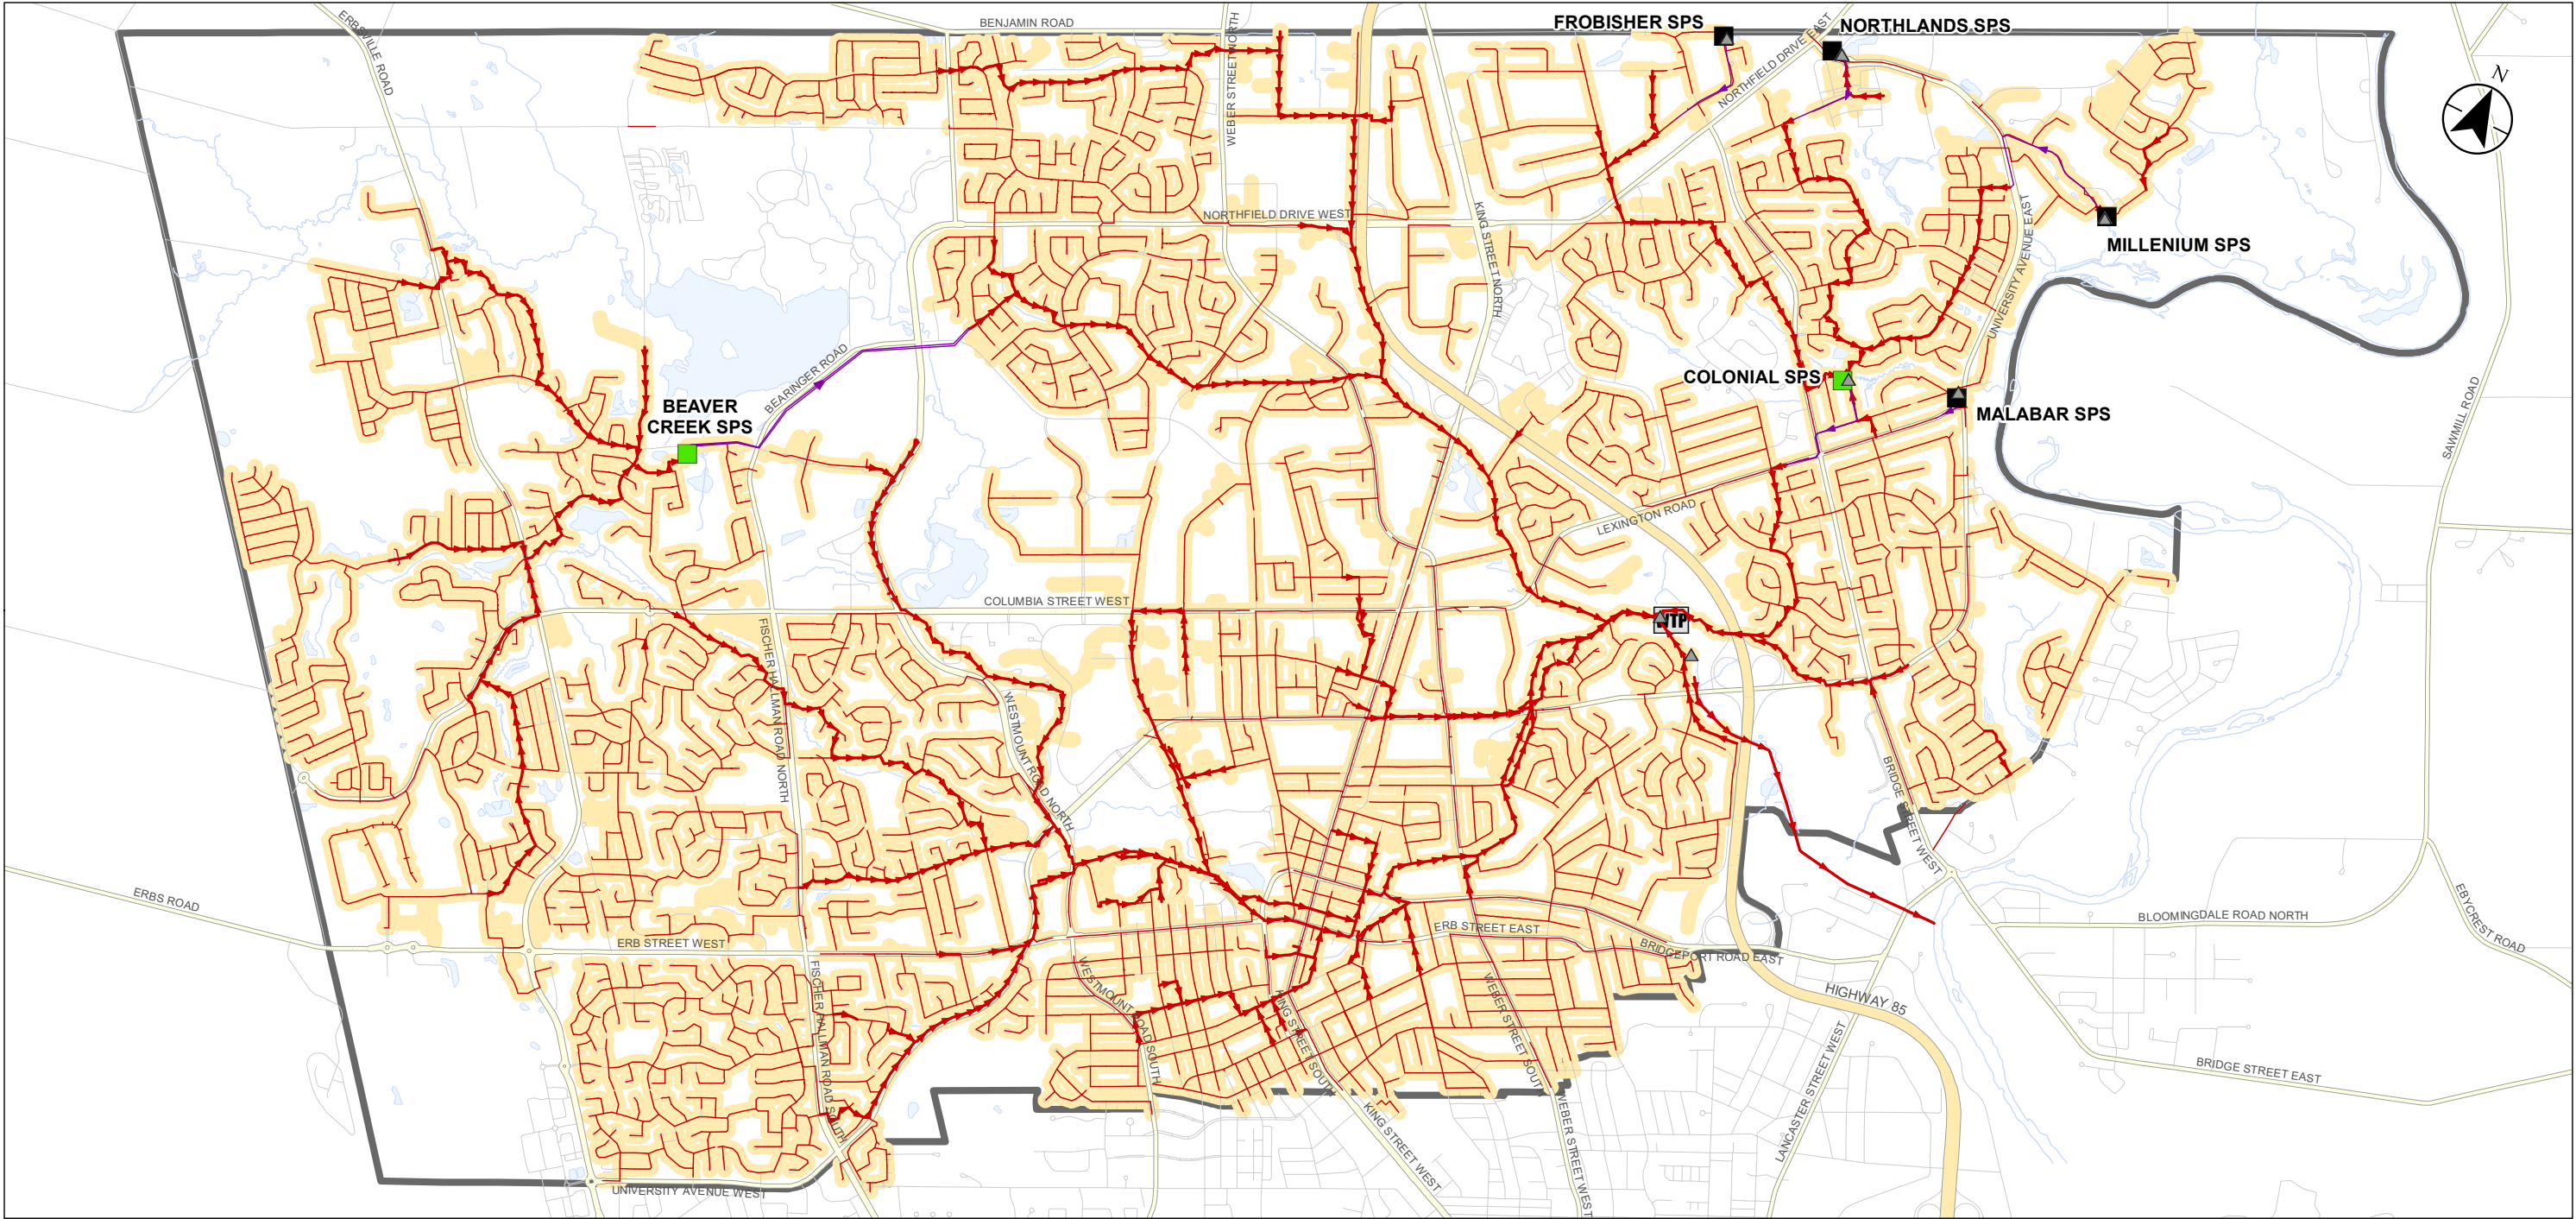 BENJAMIN ROAD
FROBISHER SPS
NORTHLANDS SPS
ERBSVILLE ROAD
WEBER STREET NORTH
NORTHFIELD DRIVE EAST
N
NORTHFIELD DRIVE WEST
KING STREET NORTH
UNIVERSITY AVENUE EAST
MILLENIUM SPS
BEARINGER ROAD
COLONIAL SPS
BEAVER
CREEK SPS
MALABAR SPS
SAWMILL ROAD
LEXINGTON ROAD
COLUMBIA STREET WEST
WTP
FISCHER HALLMAN ROAD NORTH
WESTMOUNT ROAD NORTH
BRIDGE STREET WEST
ERBS ROAD
ERB STREET WEST
ERB STREET EAST
BRIDGEPORT ROAD EAST
BLOOMINGDALE ROAD NORTH
EBYCREST ROAD
HIGHWAY 85
WESTMOUNT ROAD SOUTH
KING STREET SOUTH
WEBER STREET SOUTH
FISCHER HALLMAN ROAD SOUTH
LANCASTER STREET WEST
BRIDGE STREET EAST
KING STREET WEST
WEBER STREET WEST
UNIVERSITY AVENUE WEST